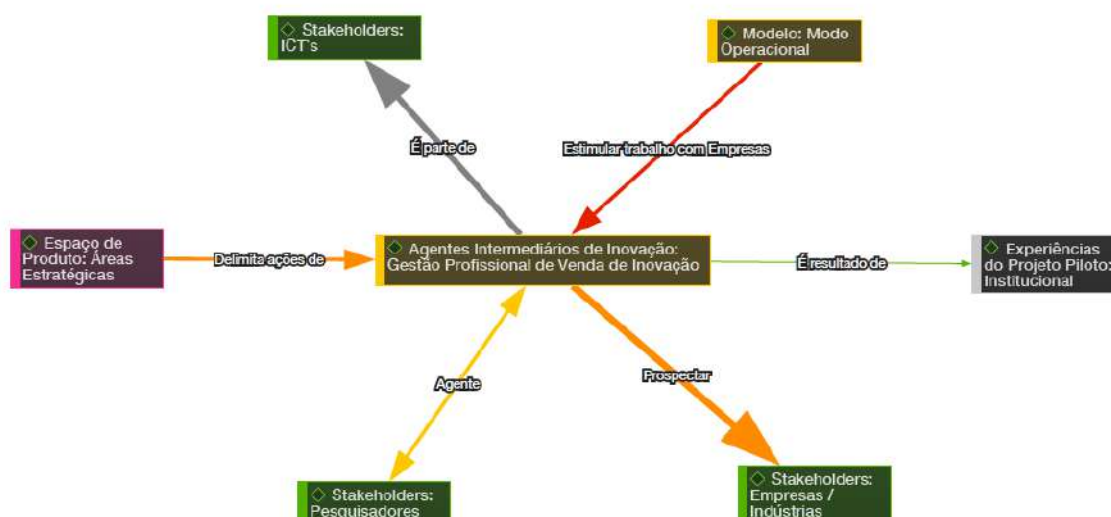 Stakeholders:
ICT's
Modelo: Modo
Operacional
É parte de
Estimular trabalho com Empresas
Espaço de
Produto: Áreas
Estratégicas
Delimita ações de
Agentes Intermediários de Inovação:
Gestão Profissional de Venda de Inovação
É resultado de
Experiências
do Projeto Piloto:
Institucional
Agente
Prospectar
Stakeholders:
Pesquisadores
Stakeholders:
Empresas /
Indústrias